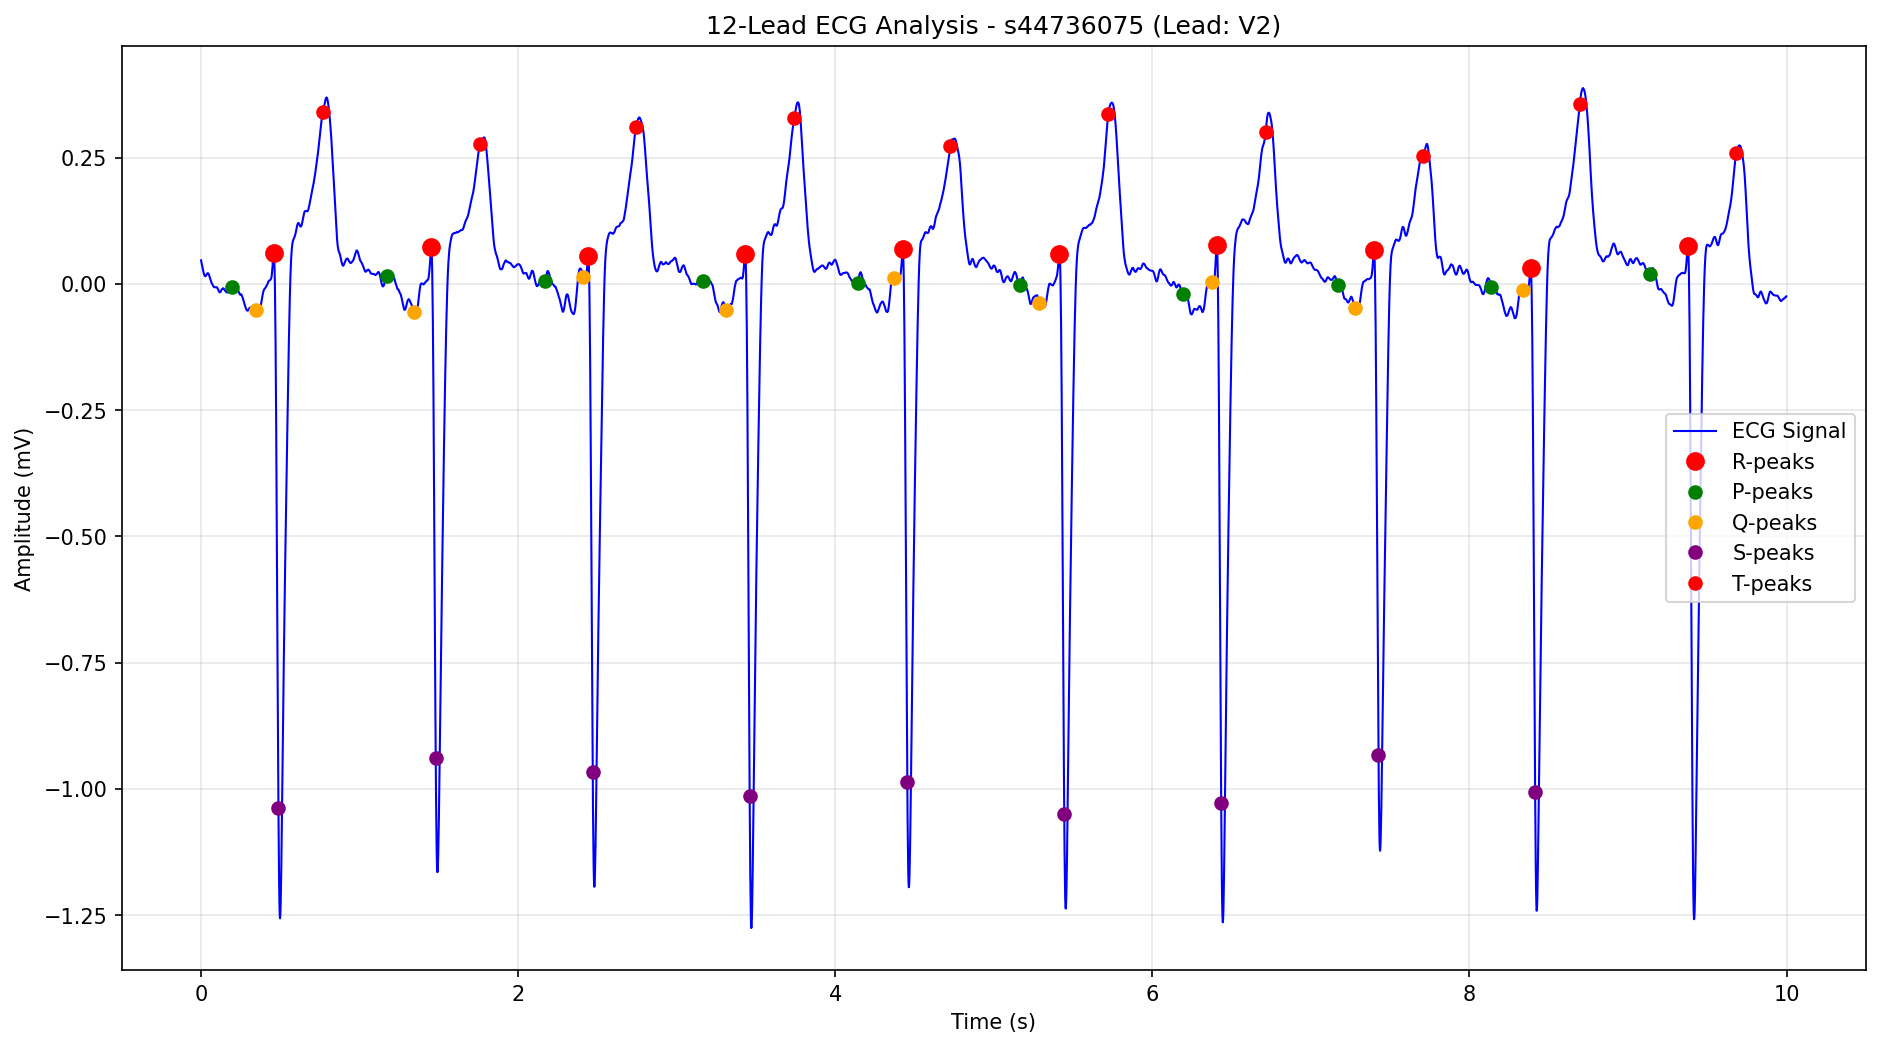 12-Lead ECG Analysis - s44736075 (Lead: V2)
Amplitude (mV)
0.25
0.00
−0.25
−0.50
−0.75
−1.00
−1.25
ECG Signal
R-peaks
P-peaks
Q-peaks
S-peaks
T-peaks
0 2 4 6 8 10
Time (s)